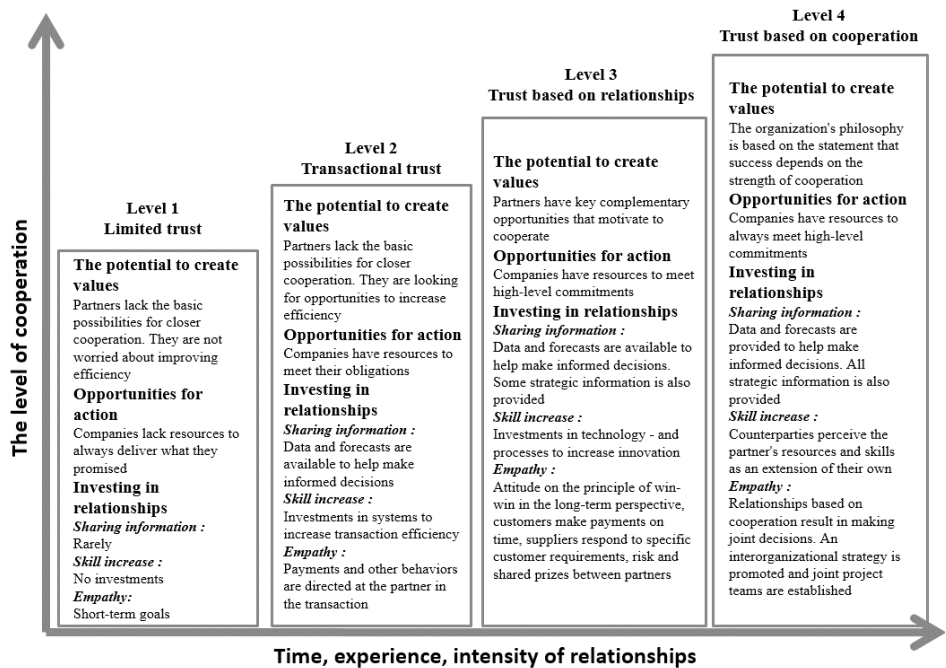 The level of cooperation
Level 1
Limited trust
The potential to create
values
Partners lack the basic
possibilities for closer
cooperation. They are not
worried about improving
efficiency
Opportunities for
action
Companies lack resources to
always deliver what they
promised
Investing in
relationships
Sharing information :
Rarely
Skill increase :
No investments
Empathy:
Short-term goals
Level 2
Transactional trust
The potential to create
values
Partners lack the basic
possibilities for closer
cooperation. They are looking
for opportunities to increase
efficiency
Opportunities for action
Companies have resources to
meet their obligations
Investing in
relationships
Sharing information :
Data and forecasts are
available to help make
informed decisions
Skill increase :
Investments in systems to
increase transaction efficiency
Empathy :
Payments and other behaviors
are directed at the partner in
the transaction
Level 3
Trust based on relationships
The potential to create
values
Partners have key complementary
opportunities that motivate to
cooperate
Opportunities for action
Companies have resources to meet
high-level commitments
Investing in relationships
Sharing information :
Data and forecasts are available to
help make informed decisions.
Some strategic information is also
provided
Skill increase :
Investments in technology - and
processes to increase innovation
Empathy :
Attitude on the principle of win-
win in the long-term perspective,
customers make payments on
time, suppliers respond to specific
customer requirements, risk and
shared prizes between partners
Level 4
Trust based on cooperation
The potential to create
values
The organization's philosophy
is based on the statement that
success depends on the
strength of cooperation
Opportunities for action
Companies have resources to
always meet high-level
commitments
Investing in
relationships
Sharing information :
Data and forecasts are
provided to help make
informed decisions. All
strategic information is also
provided
Skill increase :
Counterparties perceive the
partner's resources and skills
as an extension of their own
Empathy :
Relationships based on
cooperation result in making
joint decisions. An
interorganizational strategy is
promoted and joint project
teams are established
Time, experience, intensity of relationships